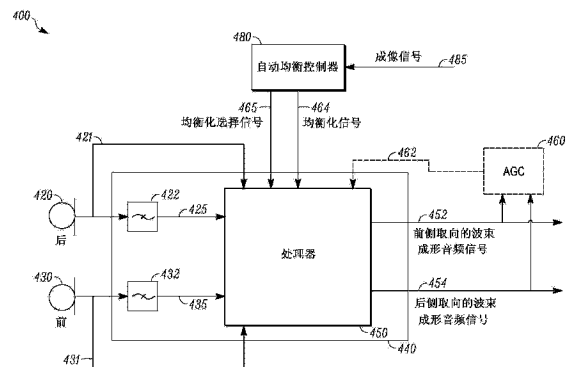 400
480
自动均衡控制器
成像信号
485
465
464
均衡化选择信号
均衡化信号
421
462
460
AGC
420
422
425
后
452
前侧取向的波束
成形音频信号
处理器
430
432
435
前
454
后侧取向的波束
成形音频信号
450
440
431